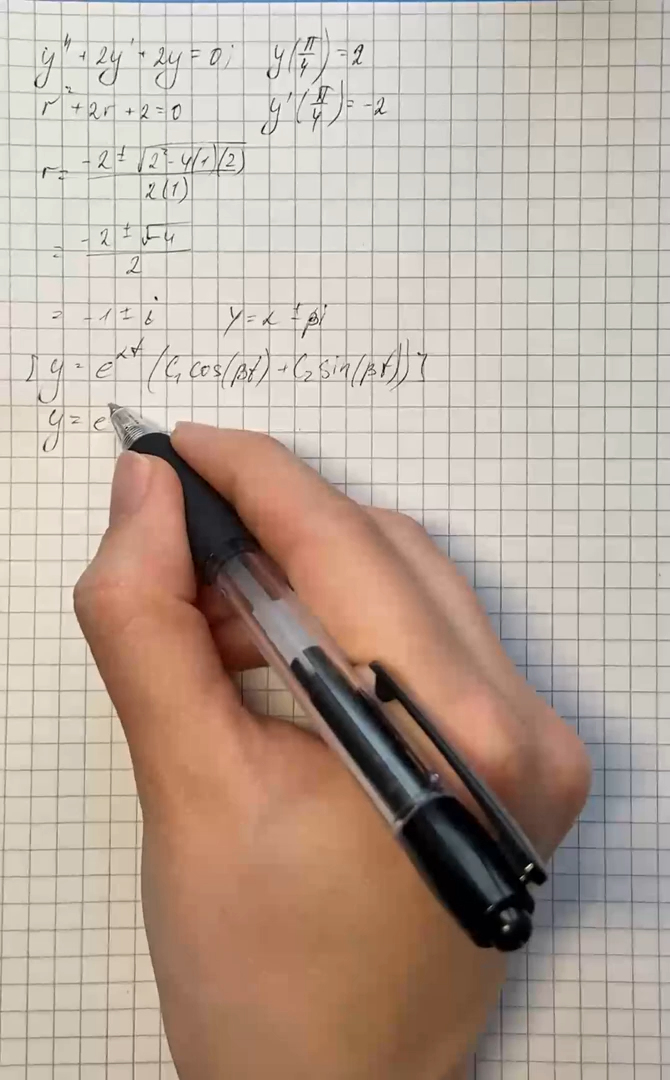 y'' + 2y' + 2y = 0; y(π/4) = 2
r² + 2r + 2 = 0 y'(π/4) = -2
r = (-2 ± √(2² - 4(1)(2))) / 2(1)
= (-2 ± √-4) / 2
= -1 ± i γ = α ± βi
[y = e^αt (C₁cos(βt) + C₂sin(βt))]
y = e